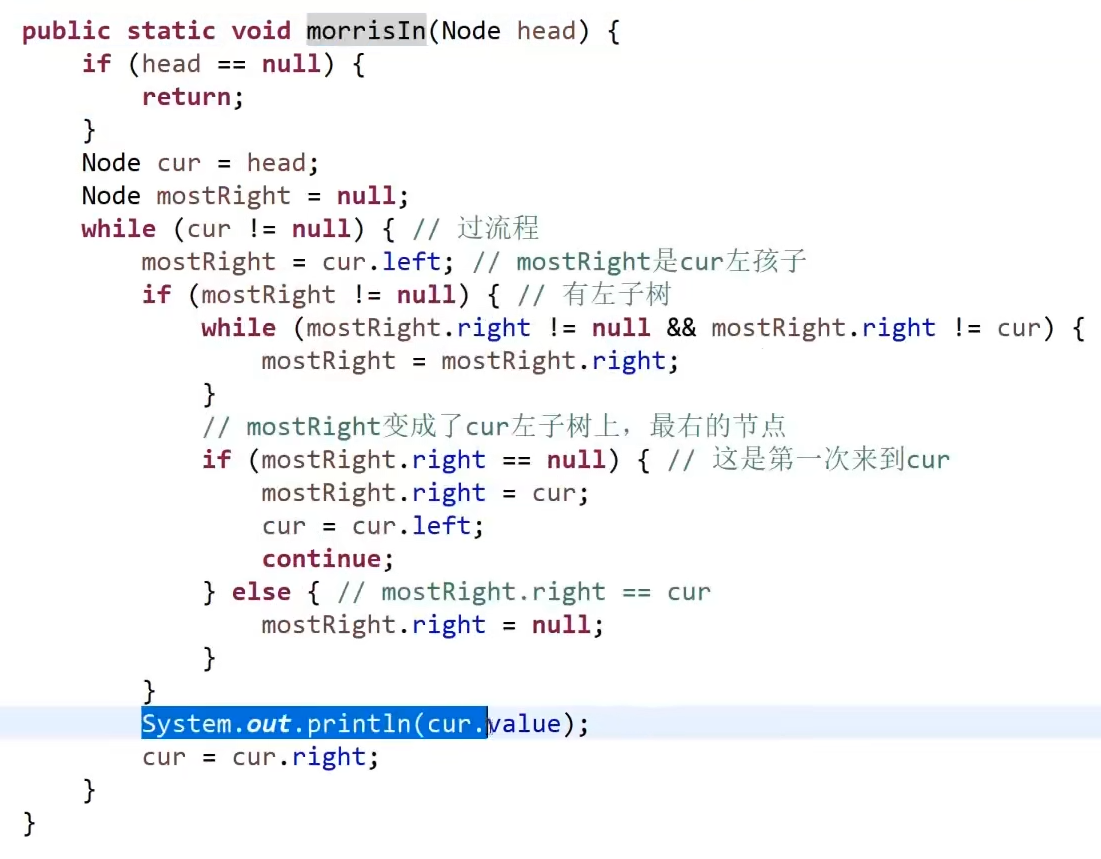 public static void morrisIn(Node head) {
if (head == null) {
return;
}
Node cur = head;
Node mostRight = null;
while (cur != null) { // 过流程
mostRight = cur.left; // mostRight是cur左孩子
if (mostRight != null) { // 有左子树
while (mostRight.right != null && mostRight.right != cur) {
mostRight = mostRight.right;
}
// mostRight变成了cur左子树上，最右的节点
if (mostRight.right == null) { // 这是第一次来到cur
mostRight.right = cur;
cur = cur.left;
continue;
} else { // mostRight.right == cur
mostRight.right = null;
}
}
System.out.println(cur.value);
cur = cur.right;
}
}